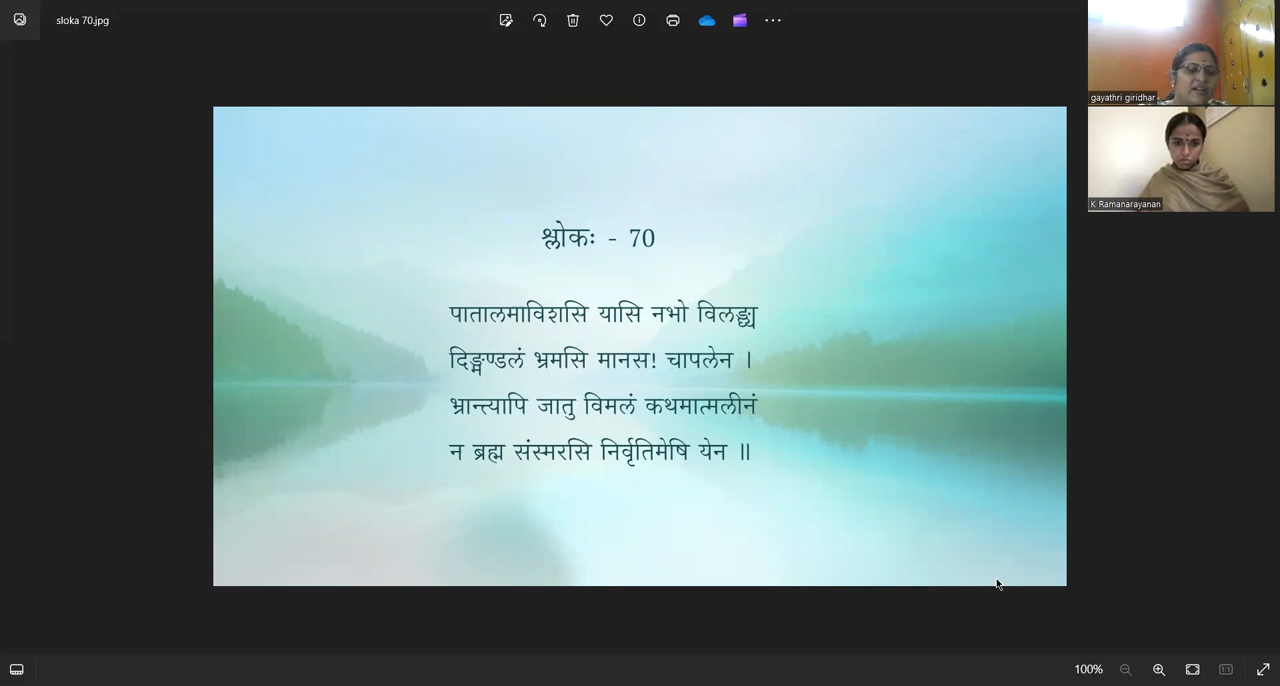 sloka 70.jpg
gayathri giridhar
K Ramanarayanan
श्लोकः - 70
पातालमाविशसि यासि नभो विलङ्घ्य
दिङ्मण्डलं भ्रमसि मानस! चापलेन ।
भ्रान्त्यापि जातु विमलं कथमात्मलीनं
न ब्रह्म संस्मरसि निर्वृतिमेषि येन ॥
100%